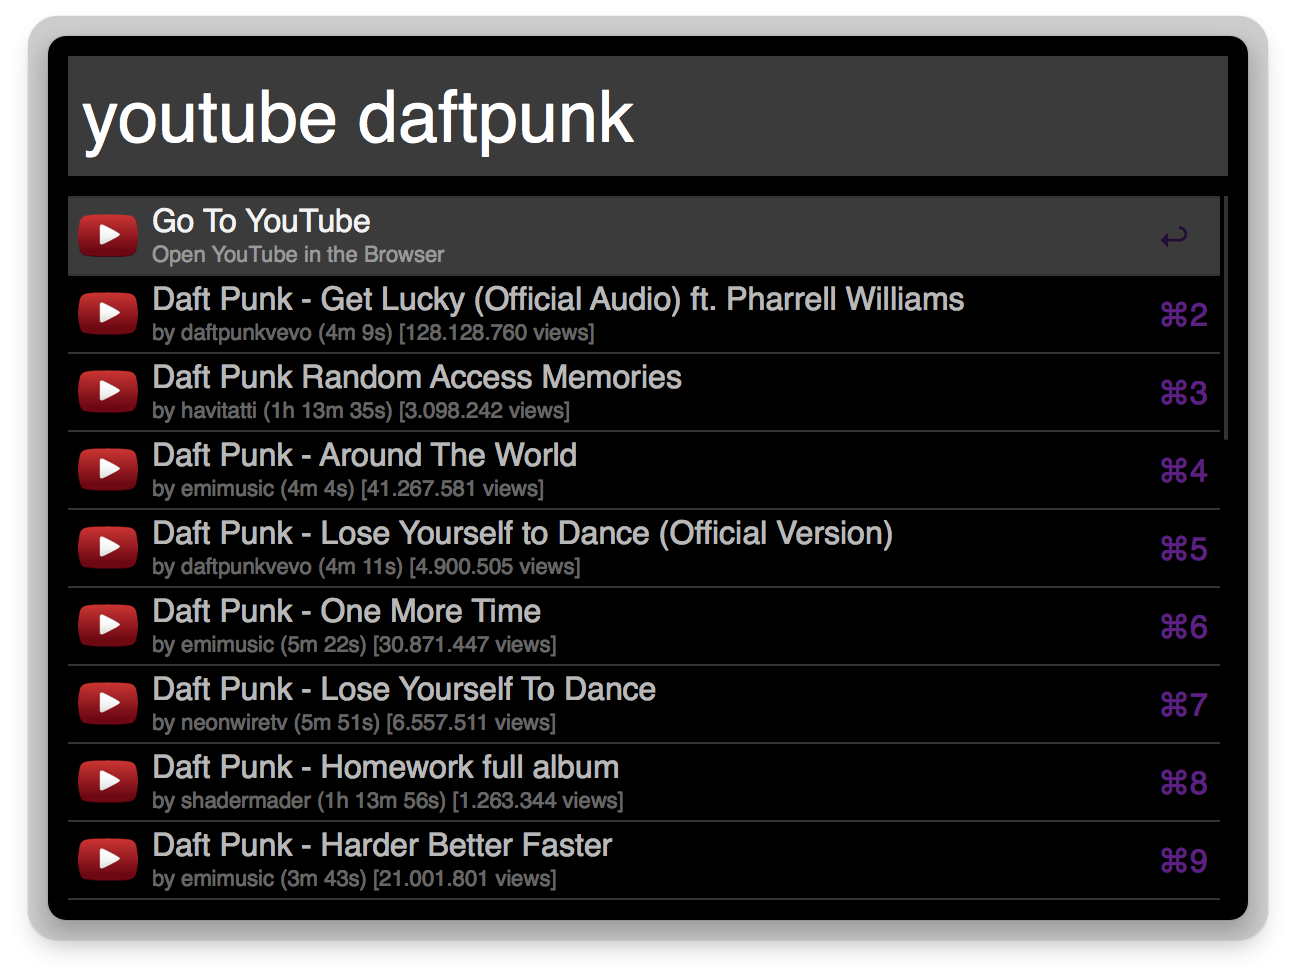 youtube daftpunk
Go To YouTube
Open YouTube in the Browser
↩
Daft Punk - Get Lucky (Official Audio) ft. Pharrell Williams
by daftpunkvevo (4m 9s) [128.128.760 views]
⌘2
Daft Punk Random Access Memories
by havitatti (1h 13m 35s) [3.098.242 views]
⌘3
Daft Punk - Around The World
by emimusic (4m 4s) [41.267.581 views]
⌘4
Daft Punk - Lose Yourself to Dance (Official Version)
by daftpunkvevo (4m 11s) [4.900.505 views]
⌘5
Daft Punk - One More Time
by emimusic (5m 22s) [30.871.447 views]
⌘6
Daft Punk - Lose Yourself To Dance
by neonwiretv (5m 51s) [6.557.511 views]
⌘7
Daft Punk - Homework full album
by shadermader (1h 13m 56s) [1.263.344 views]
⌘8
Daft Punk - Harder Better Faster
by emimusic (3m 43s) [21.001.801 views]
⌘9